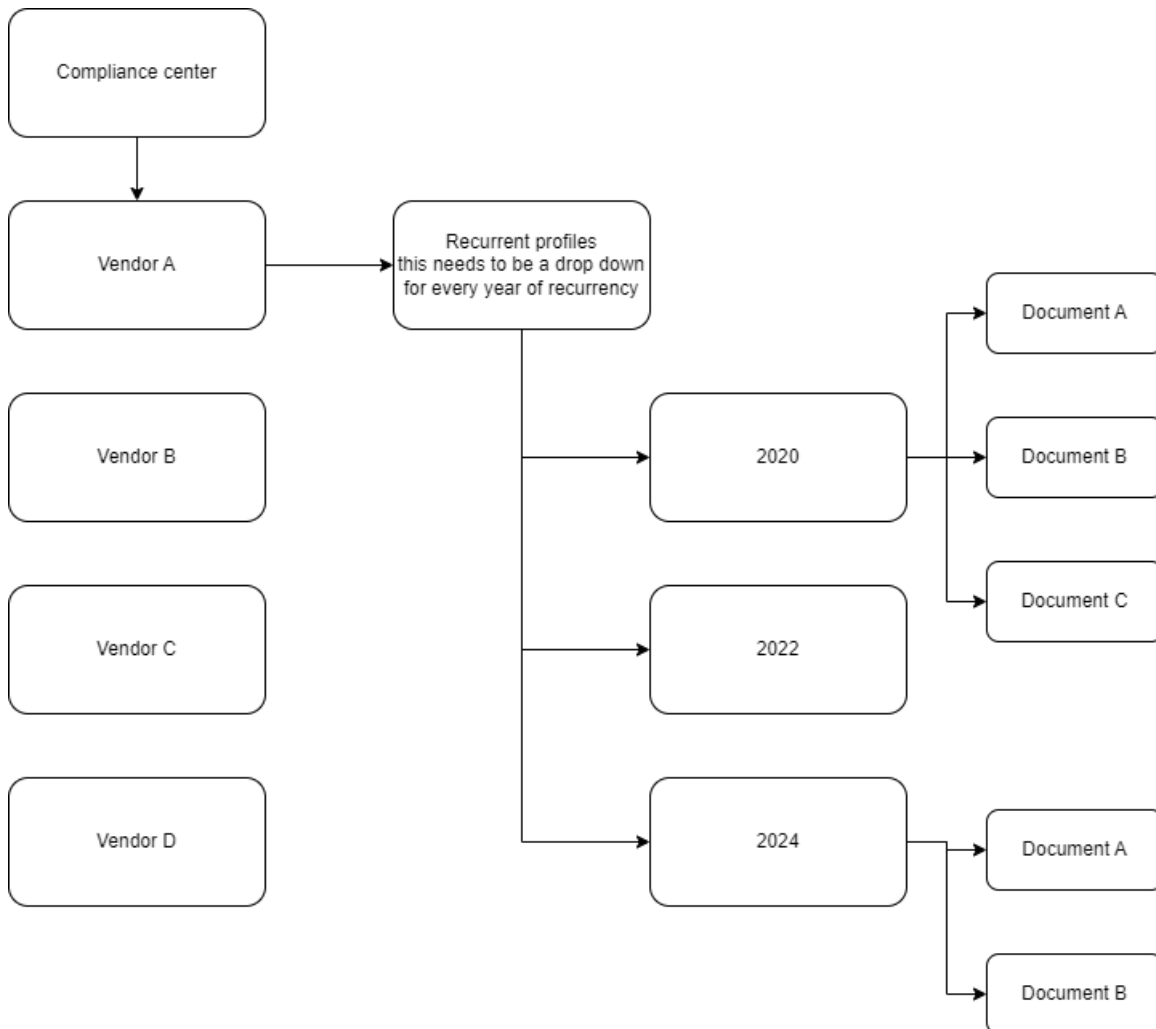 Compliance center
Vendor A
Recurrent profiles
this needs to be a drop down
for every year of recurrency
Document A
Vendor B
2020
Document B
Vendor C
2022
Document C
Vendor D
2024
Document A
Document B